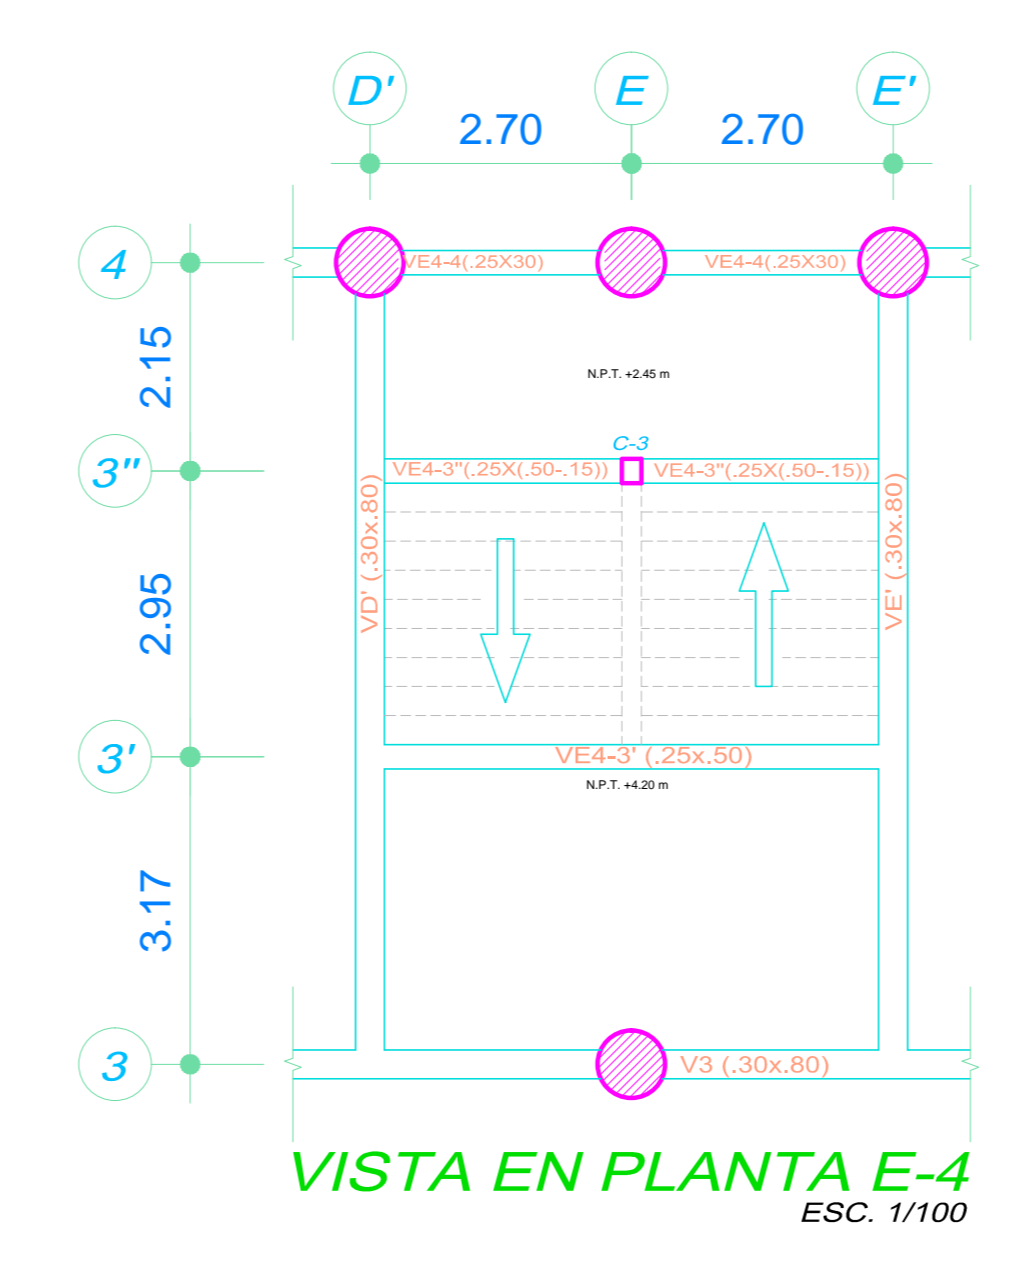 D' E E'
2.70 2.70
4
VE4-4(.25X30) VE4-4(.25X30)
2.15
N.P.T. +2.45 m
C-3
3"
VE4-3"(.25X(.50-.15)) VE4-3"(.25X(.50-.15))
VD' (.30x.80)
VE' (.30x.80)
2.95
3'
VE4-3' (.25x.50)
N.P.T. +4.20 m
3.17
3
V3 (.30x.80)
VISTA EN PLANTA E-4
ESC. 1/100